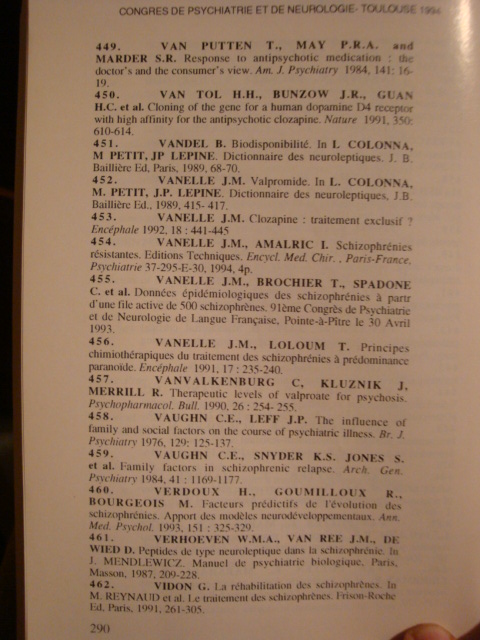 CONGRES DE PSYCHIATRIE ET DE NEUROLOGIE- TOULOUSE 1994
449. VAN PUTTEN T., MAY P.R.A. and
MARDER S.R. Response to antipsychotic medication : the
doctor's and the consumer's view. Am. J. Psychiatry 1984, 141: 16-
19.
450. VAN TOL H.H., BUNZOW J.R., GUAN
H.C. et al. Cloning of the gene for a human dopamine D4 receptor
with high affinity for the antipsychotic clozapine. Nature 1991, 350:
610-614.
451. VANDEL B. Biodisponibilité. In L COLONNA,
M PETIT, JP LEPINE. Dictionnaire des neuroleptiques. J. B.
Baillière Ed, Paris, 1989, 68-70.
452. VANELLE J.M. Valpromide. In L. COLONNA,
M. PETIT, J.P. LEPINE. Dictionnaire des neuroleptiques, J.B.
Baillière Ed., 1989, 415- 417.
453. VANELLE J.M. Clozapine : traitement exclusif ?
Encéphale 1992, 18 : 441-445
454. VANELLE J.M., AMALRIC I. Schizophrénies
résistantes. Editions Techniques. Encycl. Med. Chir. , Paris-France,
Psychiatrie 37-295-E-30, 1994, 4p.
455. VANELLE J.M., BROCHIER T., SPADONE
C. et al. Données épidémiologiques des schizophrénies à partir
d'une file active de 500 schizophrènes. 91ème Congrès de Psychiatrie
et de Neurologie de Langue Française, Pointe-à-Pître le 30 Avril
1993.
456. VANELLE J.M., LOLOUM T. Principes
chimiothérapiques du traitement des schizophrénies à prédominance
paranoïde. Encéphale 1991, 17 : 235-240.
457. VANVALKENBURG C, KLUZNIK J,
MERRILL R. Therapeutic levels of valproate for psychosis.
Psychopharmacol. Bull. 1990, 26 : 254- 255.
458. VAUGHN C.E., LEFF J.P. The influence of
family and social factors on the course of psychiatric illness. Br. J.
Psychiatry 1976, 129: 125-137.
459. VAUGHN C.E., SNYDER K.S. JONES S.
et al. Family factors in schizophrenic relapse. Arch. Gen.
Psychiatry 1984, 41 : 1169-1177.
460. VERDOUX H., GOUMILLOUX R.,
BOURGEOIS M. Facteurs prédictifs de l'évolution des
schizophrénies. Apport des modèles neurodéveloppementaux. Ann.
Med. Psychol. 1993, 151 : 325-329.
461. VERHOEVEN W.M.A., VAN REE J.M., DE
WIED D. Peptides de type neuroleptique dans la schizophrénie. In
J. MENDLEWICZ. Manuel de psychiatrie biologique. Paris,
Masson, 1987, 209-228.
462. VIDON G. La réhabilitation des schizophrènes. In
M. REYNAUD et al. Le traitement des schizophrènes. Frison-Roche
Ed, Paris, 1991, 261-305.
290